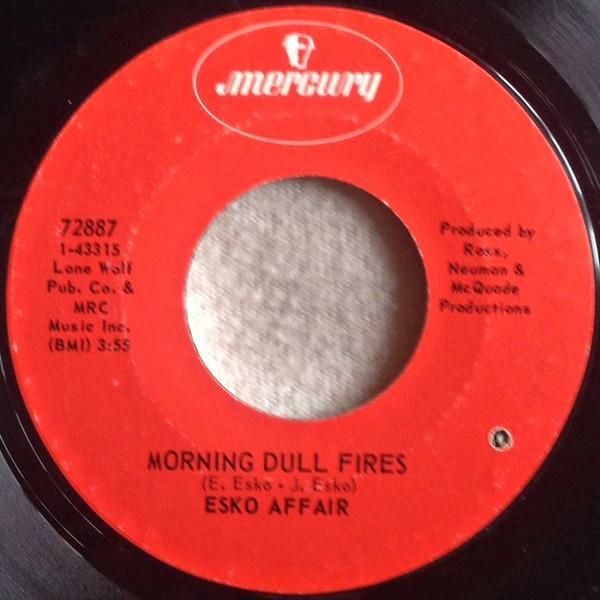 mercury
72887
1-43315
Lone Wolf
Pub. Co. &
MRC
Music Inc.
(BMI) 3:55
Produced by
Ross,
Neuman &
McQuade
Productions
MORNING DULL FIRES
(E. Esko - J. Esko)
ESKO AFFAIR